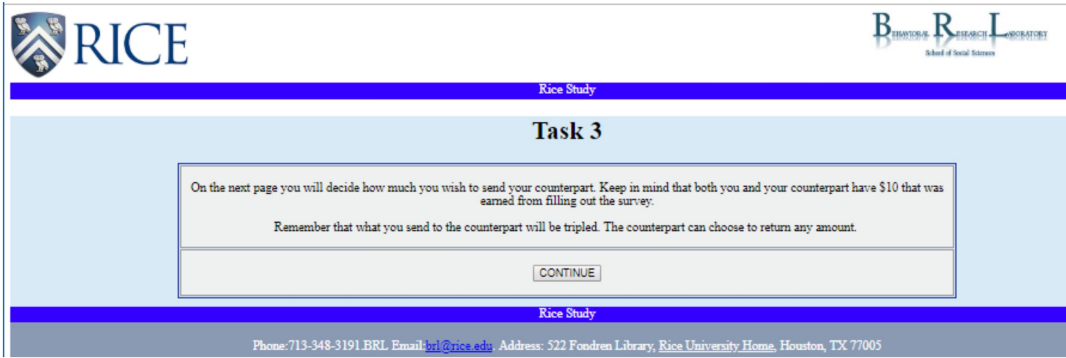 RICE
BEHAVIORAL RESEARCH LABORATORY
School of Social Sciences
Rice Study
Task 3
On the next page you will decide how much you wish to send your counterpart. Keep in mind that both you and your counterpart have $10 that was
earned from filling out the survey.
Remember that what you send to the counterpart will be tripled. The counterpart can choose to return any amount.
CONTINUE
Rice Study
Phone:713-348-3191.BRL Email:brl@rice.edu. Address: 522 Fondren Library, Rice University Home, Houston, TX 77005